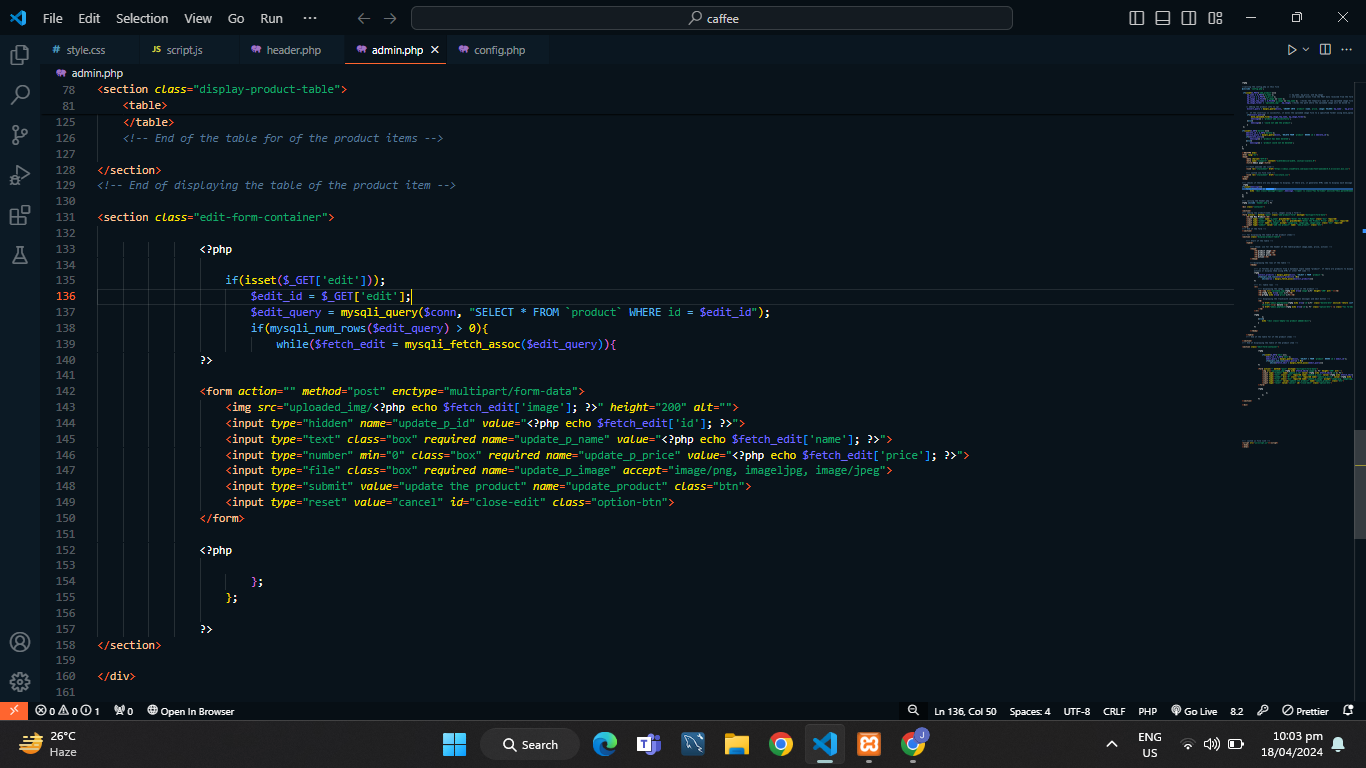 File Edit Selection View Go Run ··· caffee
style.css JS script.js header.php admin.php config.php
admin.php
78 <section class="display-product-table">
81 <table>
125 </table>
126 <!-- End of the table for of the product items -->
127
128 </section>
129 <!-- End of displaying the table of the product item -->
130
131 <section class="edit-form-container">
132
133 <?php
134
135 if(isset($_GET['edit']));
136 $edit_id = $_GET['edit'];
137 $edit_query = mysqli_query($conn, "SELECT * FROM `product` WHERE id = $edit_id");
138 if(mysqli_num_rows($edit_query) > 0){
139 while($fetch_edit = mysqli_fetch_assoc($edit_query)){
140 ?>
141
142 <form action="" method="post" enctype="multipart/form-data">
143 <img src="uploaded_img/<?php echo $fetch_edit['image']; ?>" height="200" alt="">
144 <input type="hidden" name="update_p_id" value="<?php echo $fetch_edit['id']; ?>">
145 <input type="text" class="box" required name="update_p_name" value="<?php echo $fetch_edit['name']; ?>">
146 <input type="number" min="0" class="box" required name="update_p_price" value="<?php echo $fetch_edit['price']; ?>">
147 <input type="file" class="box" required name="update_p_image" accept="image/png, imageljpg, image/jpeg">
148 <input type="submit" value="update the product" name="update_product" class="btn">
149 <input type="reset" value="cancel" id="close-edit" class="option-btn">
150 </form>
151
152 <?php
153
154 };
155 };
156
157 ?>
158 </section>
159
160 </div>
161
0 0 1 0 Open In Browser Ln 136, Col 50 Spaces: 4 UTF-8 CRLF PHP Go Live 8.2 Prettier
26°C
Haze
Search
ENG
US
10:03 pm
18/04/2024